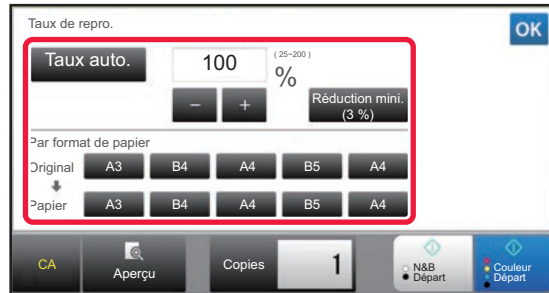 Taux de repro.
OK
Taux auto.
100
(25~200)
%
−
+
Réduction mini.
(3 %)
Par format de papier
Original
A3
B4
A4
B5
A4
Papier
A3
B4
A4
B5
A4
CA
Aperçu
Copies
1
N&B
Départ
Couleur
Départ